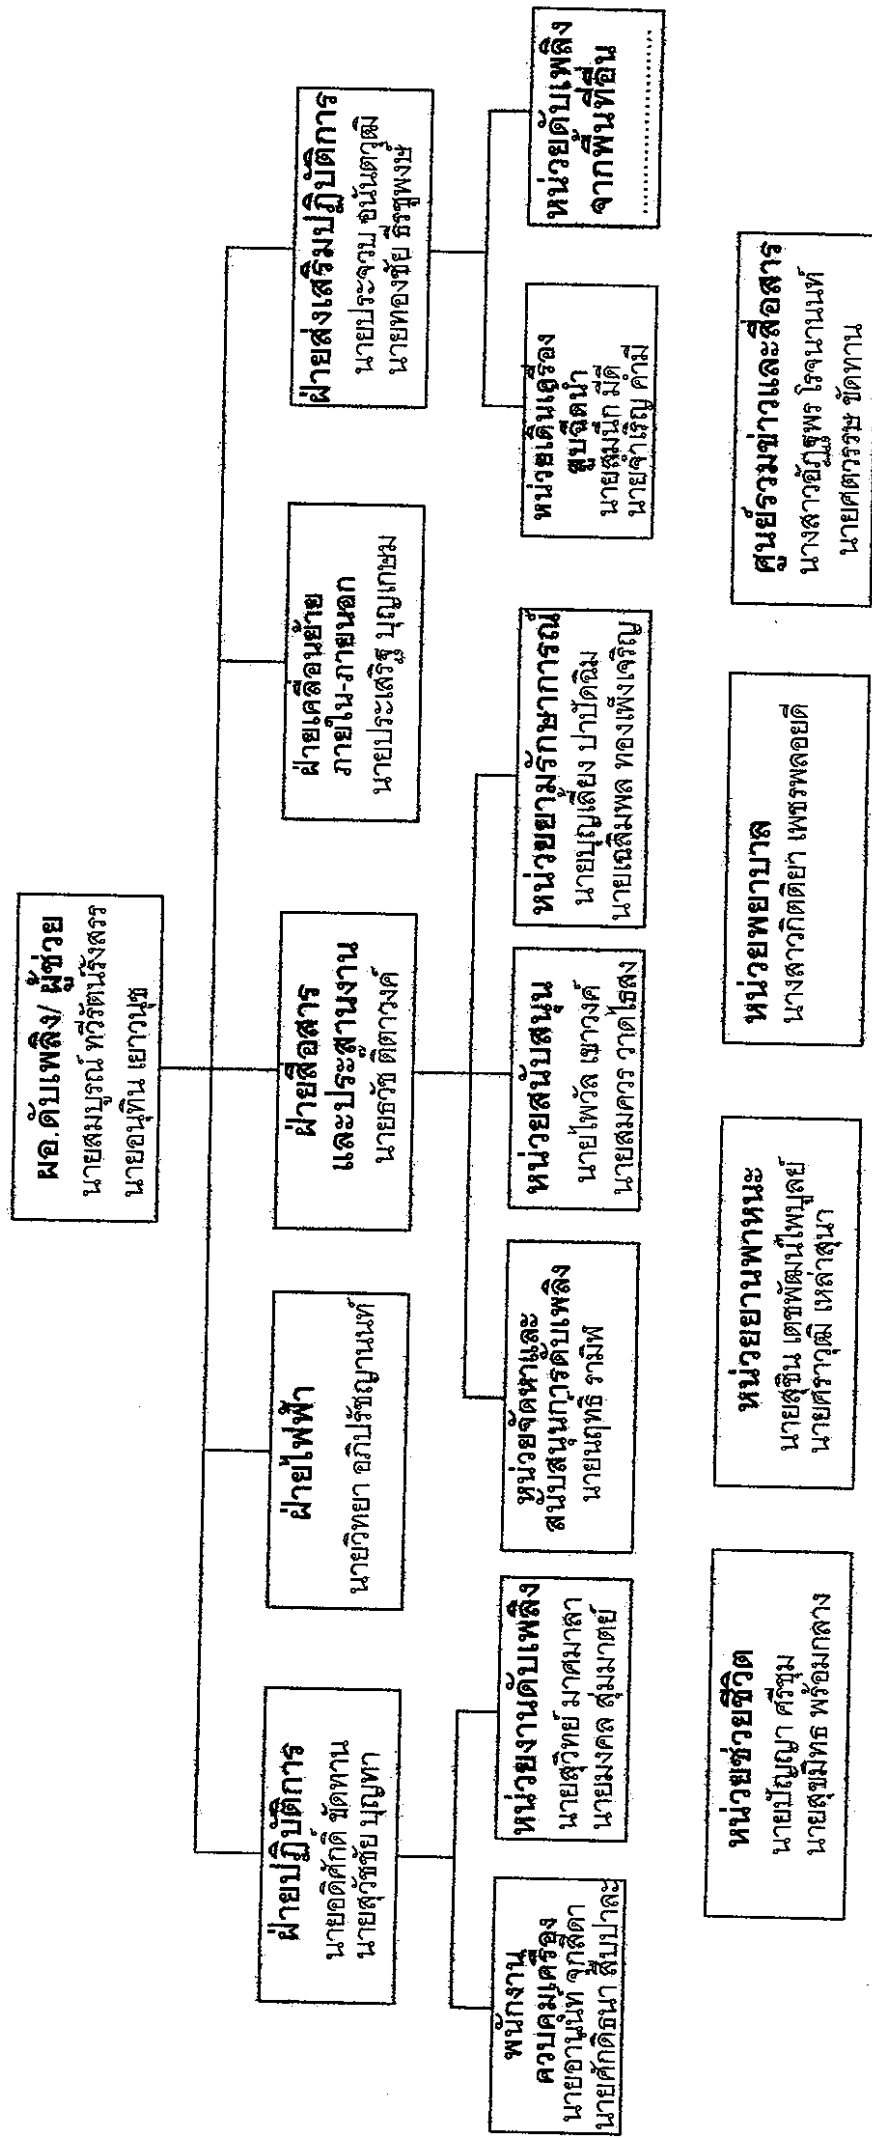 ผอ.ดับเพลิง/ ผู้ช่วย
นายสมบูรณ์ ทวีรัตน์รังสรร
นายอนุทิน เยาวนุช
ฝ่ายปฏิบัติการ
นายอดิศักดิ์ ขัดทาน
นายสุวัชชัย บุญทา
ฝ่ายไฟฟ้า
นายวิทยา อภิปรัชญานนท์
ฝ่ายสื่อสาร
และประสานงาน
นายธวัช ติตาวงค์
ฝ่ายเคลื่อนย้าย
ภายใน-ภายนอก
นายประเสริฐ บุญเกษม
ฝ่ายส่งเสริมปฏิบัติการ
นายประจวบ อนันตวุฒิ
นายทองชัย ธีรชูพงษ์
พนักงาน
ควบคุมเครื่อง
นายอานันท์ จุกสีดา
นายศักดิ์ธนา สืบปาละ
หน่วยงานดับเพลิง
นายสุวิทย์ มาศมาลา
นายมงคล สุ่มมาตย์
หน่วยจัดหาและ
สนับสนุนการดับเพลิง
นายนฤทธิ์ รามิฬ
หน่วยสนับสนุน
นายไพวัล เขาวงค์
นายสมควร วาดไธสง
หน่วยยามรักษาการณ์
นายบุญเลี้ยง ปาปัดฉิม
นายเฉลิมพล ทองเพ็งเจริญ
หน่วยเดินเครื่อง
สูบฉีดน้ำ
นายสมนึก มีดี
นายจำเริญ คำมี
หน่วยดับเพลิง
จากพื้นที่อื่น
........................
หน่วยช่วยชีวิต
นายปัญญา ศรีชุม
นายสุขมิทธ พร้อมกลาง
หน่วยยานพาหนะ
นายสุชิน เตชพัฒน์ไพบูลย์
นายศราวุฒิ เหล่าสุนา
หน่วยพยาบาล
นางสาวกิตติยา เพชรพลอยดี
ศูนย์รวมข่าวและสื่อสาร
นางสาวอัฏฐพร โรจนานนท์
นายศตวรรษ ขัดทาน